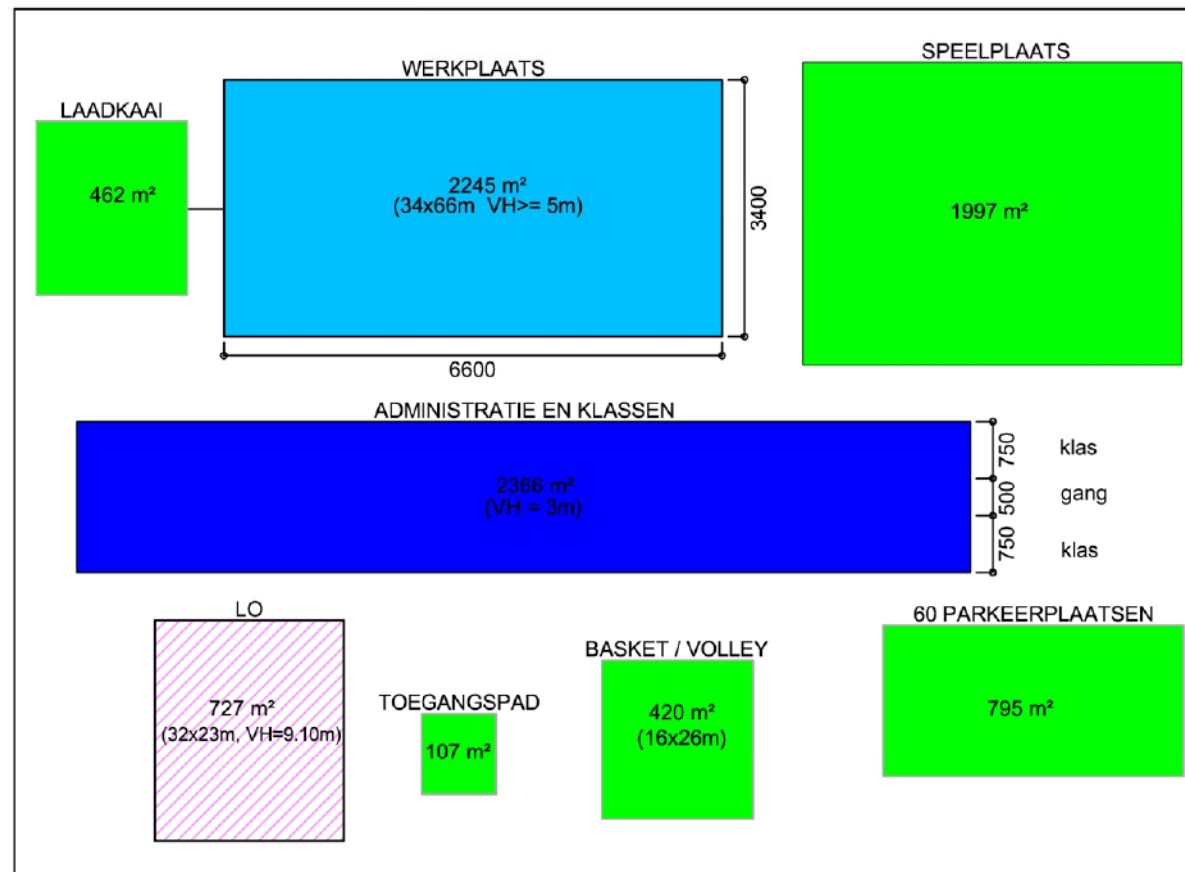 WERKPLAATS
SPEELPLAATS
LAADKAAI
462 m²
2245 m²
(34x66m VH>= 5m)
3400
1997 m²
6600
ADMINISTRATIE EN KLASSEN
2366 m²
(VH = 3m)
750
klas
500
gang
750
klas
LO
727 m²
(32x23m, VH=9.10m)
TOEGANGSPAD
107 m²
BASKET / VOLLEY
420 m²
(16x26m)
60 PARKEERPLAATSEN
795 m²